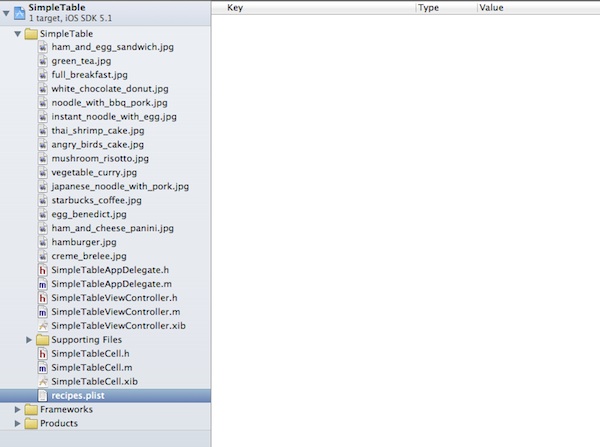 SimpleTable
1 target, iOS SDK 5.1
SimpleTable
ham_and_egg_sandwich.jpg
green_tea.jpg
full_breakfast.jpg
white_chocolate_donut.jpg
noodle_with_bbq_pork.jpg
instant_noodle_with_egg.jpg
thai_shrimp_cake.jpg
angry_birds_cake.jpg
mushroom_risotto.jpg
vegetable_curry.jpg
japanese_noodle_with_pork.jpg
starbucks_coffee.jpg
egg_benedict.jpg
ham_and_cheese_panini.jpg
hamburger.jpg
creme_brelee.jpg
h SimpleTableAppDelegate.h
m SimpleTableAppDelegate.m
h SimpleTableViewController.h
m SimpleTableViewController.m
SimpleTableViewController.xib
Supporting Files
h SimpleTableCell.h
m SimpleTableCell.m
SimpleTableCell.xib
recipes.plist
Frameworks
Products
Key Type Value